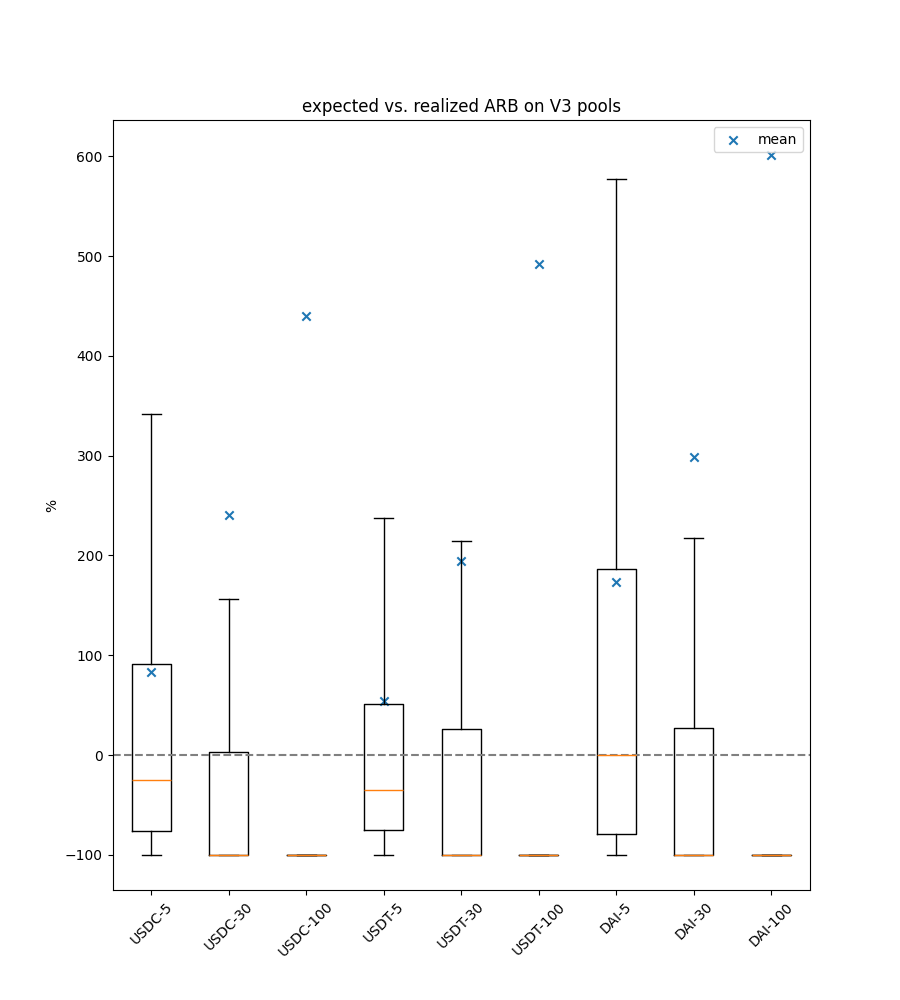 expected vs. realized ARB on V3 pools
mean
%
600
500
400
300
200
100
0
−100
USDC-5
USDC-30
USDC-100
USDT-5
USDT-30
USDT-100
DAI-5
DAI-30
DAI-100